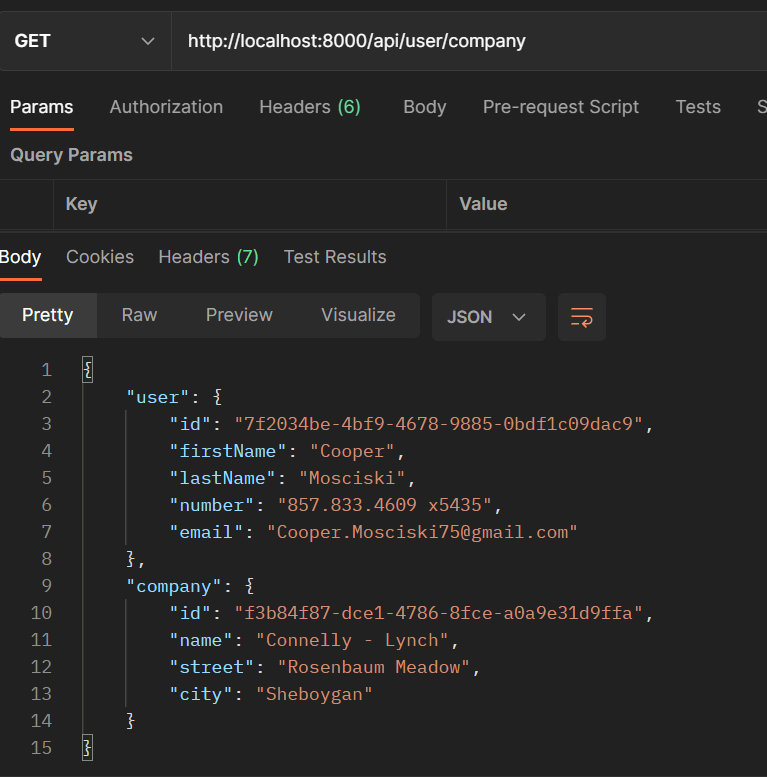 GET http://localhost:8000/api/user/company
Params Authorization Headers (6) Body Pre-request Script Tests S
Query Params
Key Value
Body Cookies Headers (7) Test Results
Pretty Raw Preview Visualize JSON
1 {
2 "user": {
3 "id": "7f2034be-4bf9-4678-9885-0bdf1c09dac9",
4 "firstName": "Cooper",
5 "lastName": "Mosciski",
6 "number": "857.833.4609 x5435",
7 "email": "Cooper.Mosciski75@gmail.com"
8 },
9 "company": {
10 "id": "f3b84f87-dce1-4786-8fce-a0a9e31d9ffa",
11 "name": "Connelly - Lynch",
12 "street": "Rosenbaum Meadow",
13 "city": "Sheboygan"
14 }
15 }